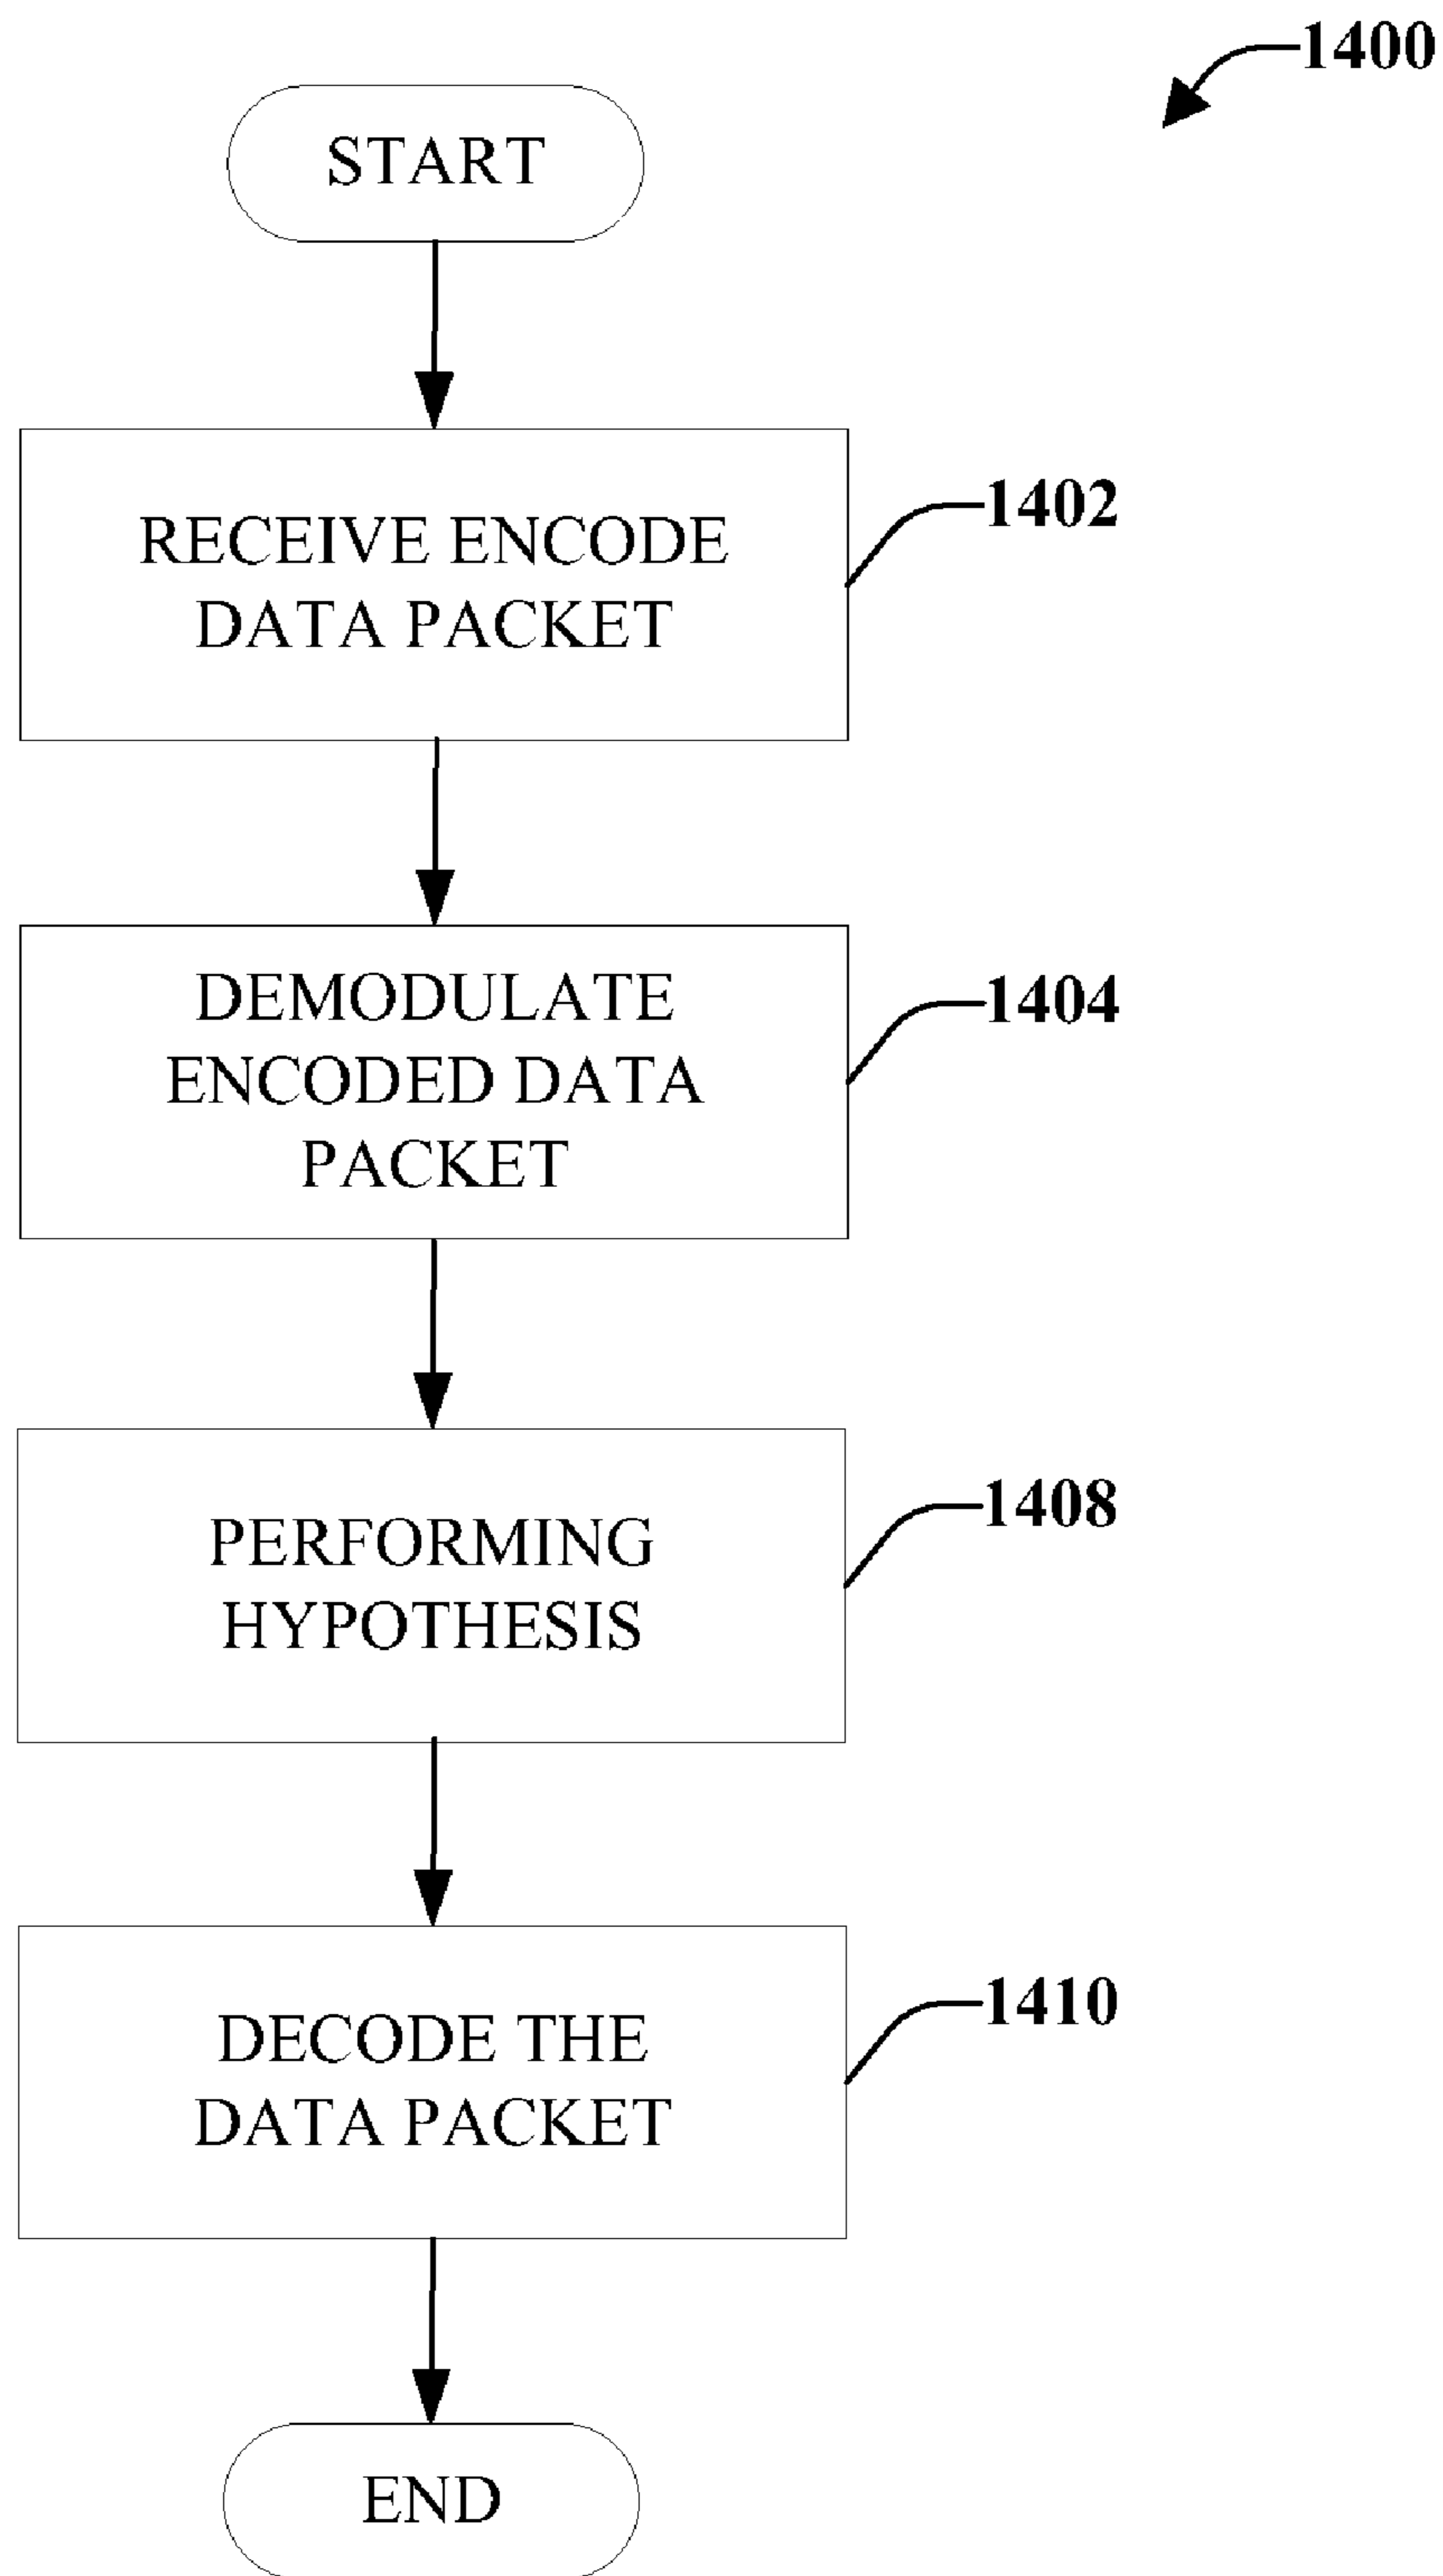 1400
START
RECEIVE ENCODE
DATA PACKET
1402
DEMODULATE
ENCODED DATA
PACKET
1404
PERFORMING
HYPOTHESIS
1408
DECODE THE
DATA PACKET
1410
END